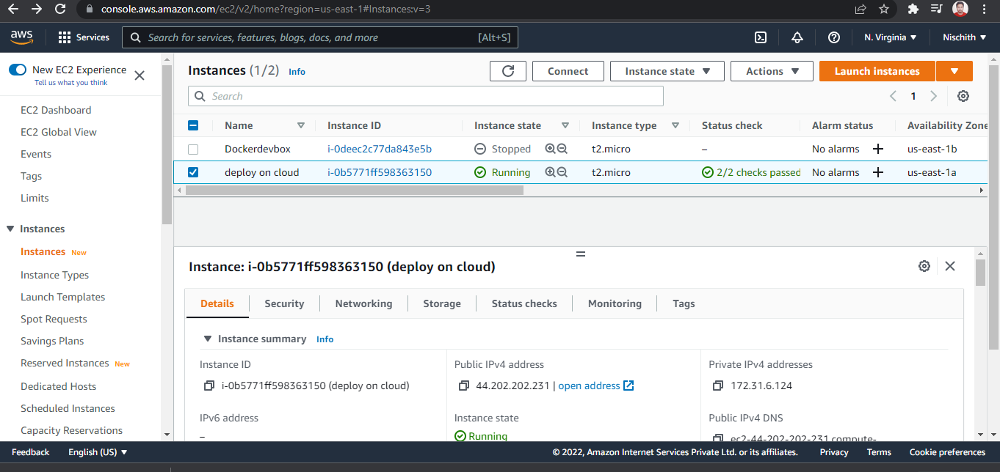 console.aws.amazon.com/ec2/v2/home?region=us-east-1#Instances:v=3
aws Services Search for services, features, blogs, docs, and more [Alt+S] N. Virginia Nischith
New EC2 Experience
Tell us what you think
EC2 Dashboard
EC2 Global View
Events
Tags
Limits
Instances
Instances New
Instance Types
Launch Templates
Spot Requests
Savings Plans
Reserved Instances New
Dedicated Hosts
Scheduled Instances
Capacity Reservations
Instances (1/2) Info Connect Instance state Actions Launch instances
Search 1
Name Instance ID Instance state Instance type Status check Alarm status Availability Zone
Dockerdevbox i-0deec2c77da843e5b Stopped t2.micro – No alarms + us-east-1b
deploy on cloud i-0b5771ff598363150 Running t2.micro 2/2 checks passed No alarms + us-east-1a
Instance: i-0b5771ff598363150 (deploy on cloud)
Details Security Networking Storage Status checks Monitoring Tags
Instance summary Info
Instance ID Public IPv4 address Private IPv4 addresses
i-0b5771ff598363150 (deploy on cloud) 44.202.202.231 | open address 172.31.6.124
IPv6 address Instance state Public IPv4 DNS
– Running ec2-44-202-202-231.compute-
Feedback English (US) © 2022, Amazon Internet Services Private Ltd. or its affiliates. Privacy Terms Cookie preferences